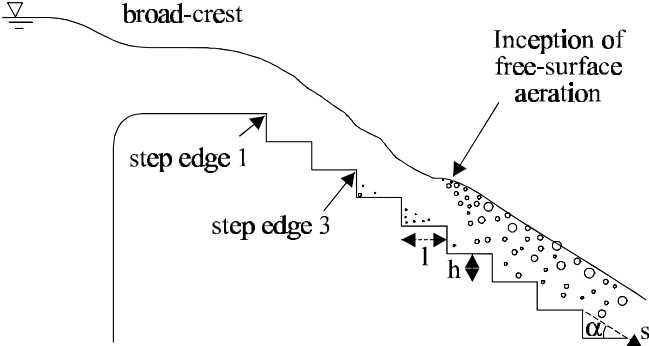 broad-crest
Inception of
free-surface
aeration
step edge 1
step edge 3
l
h
α
s